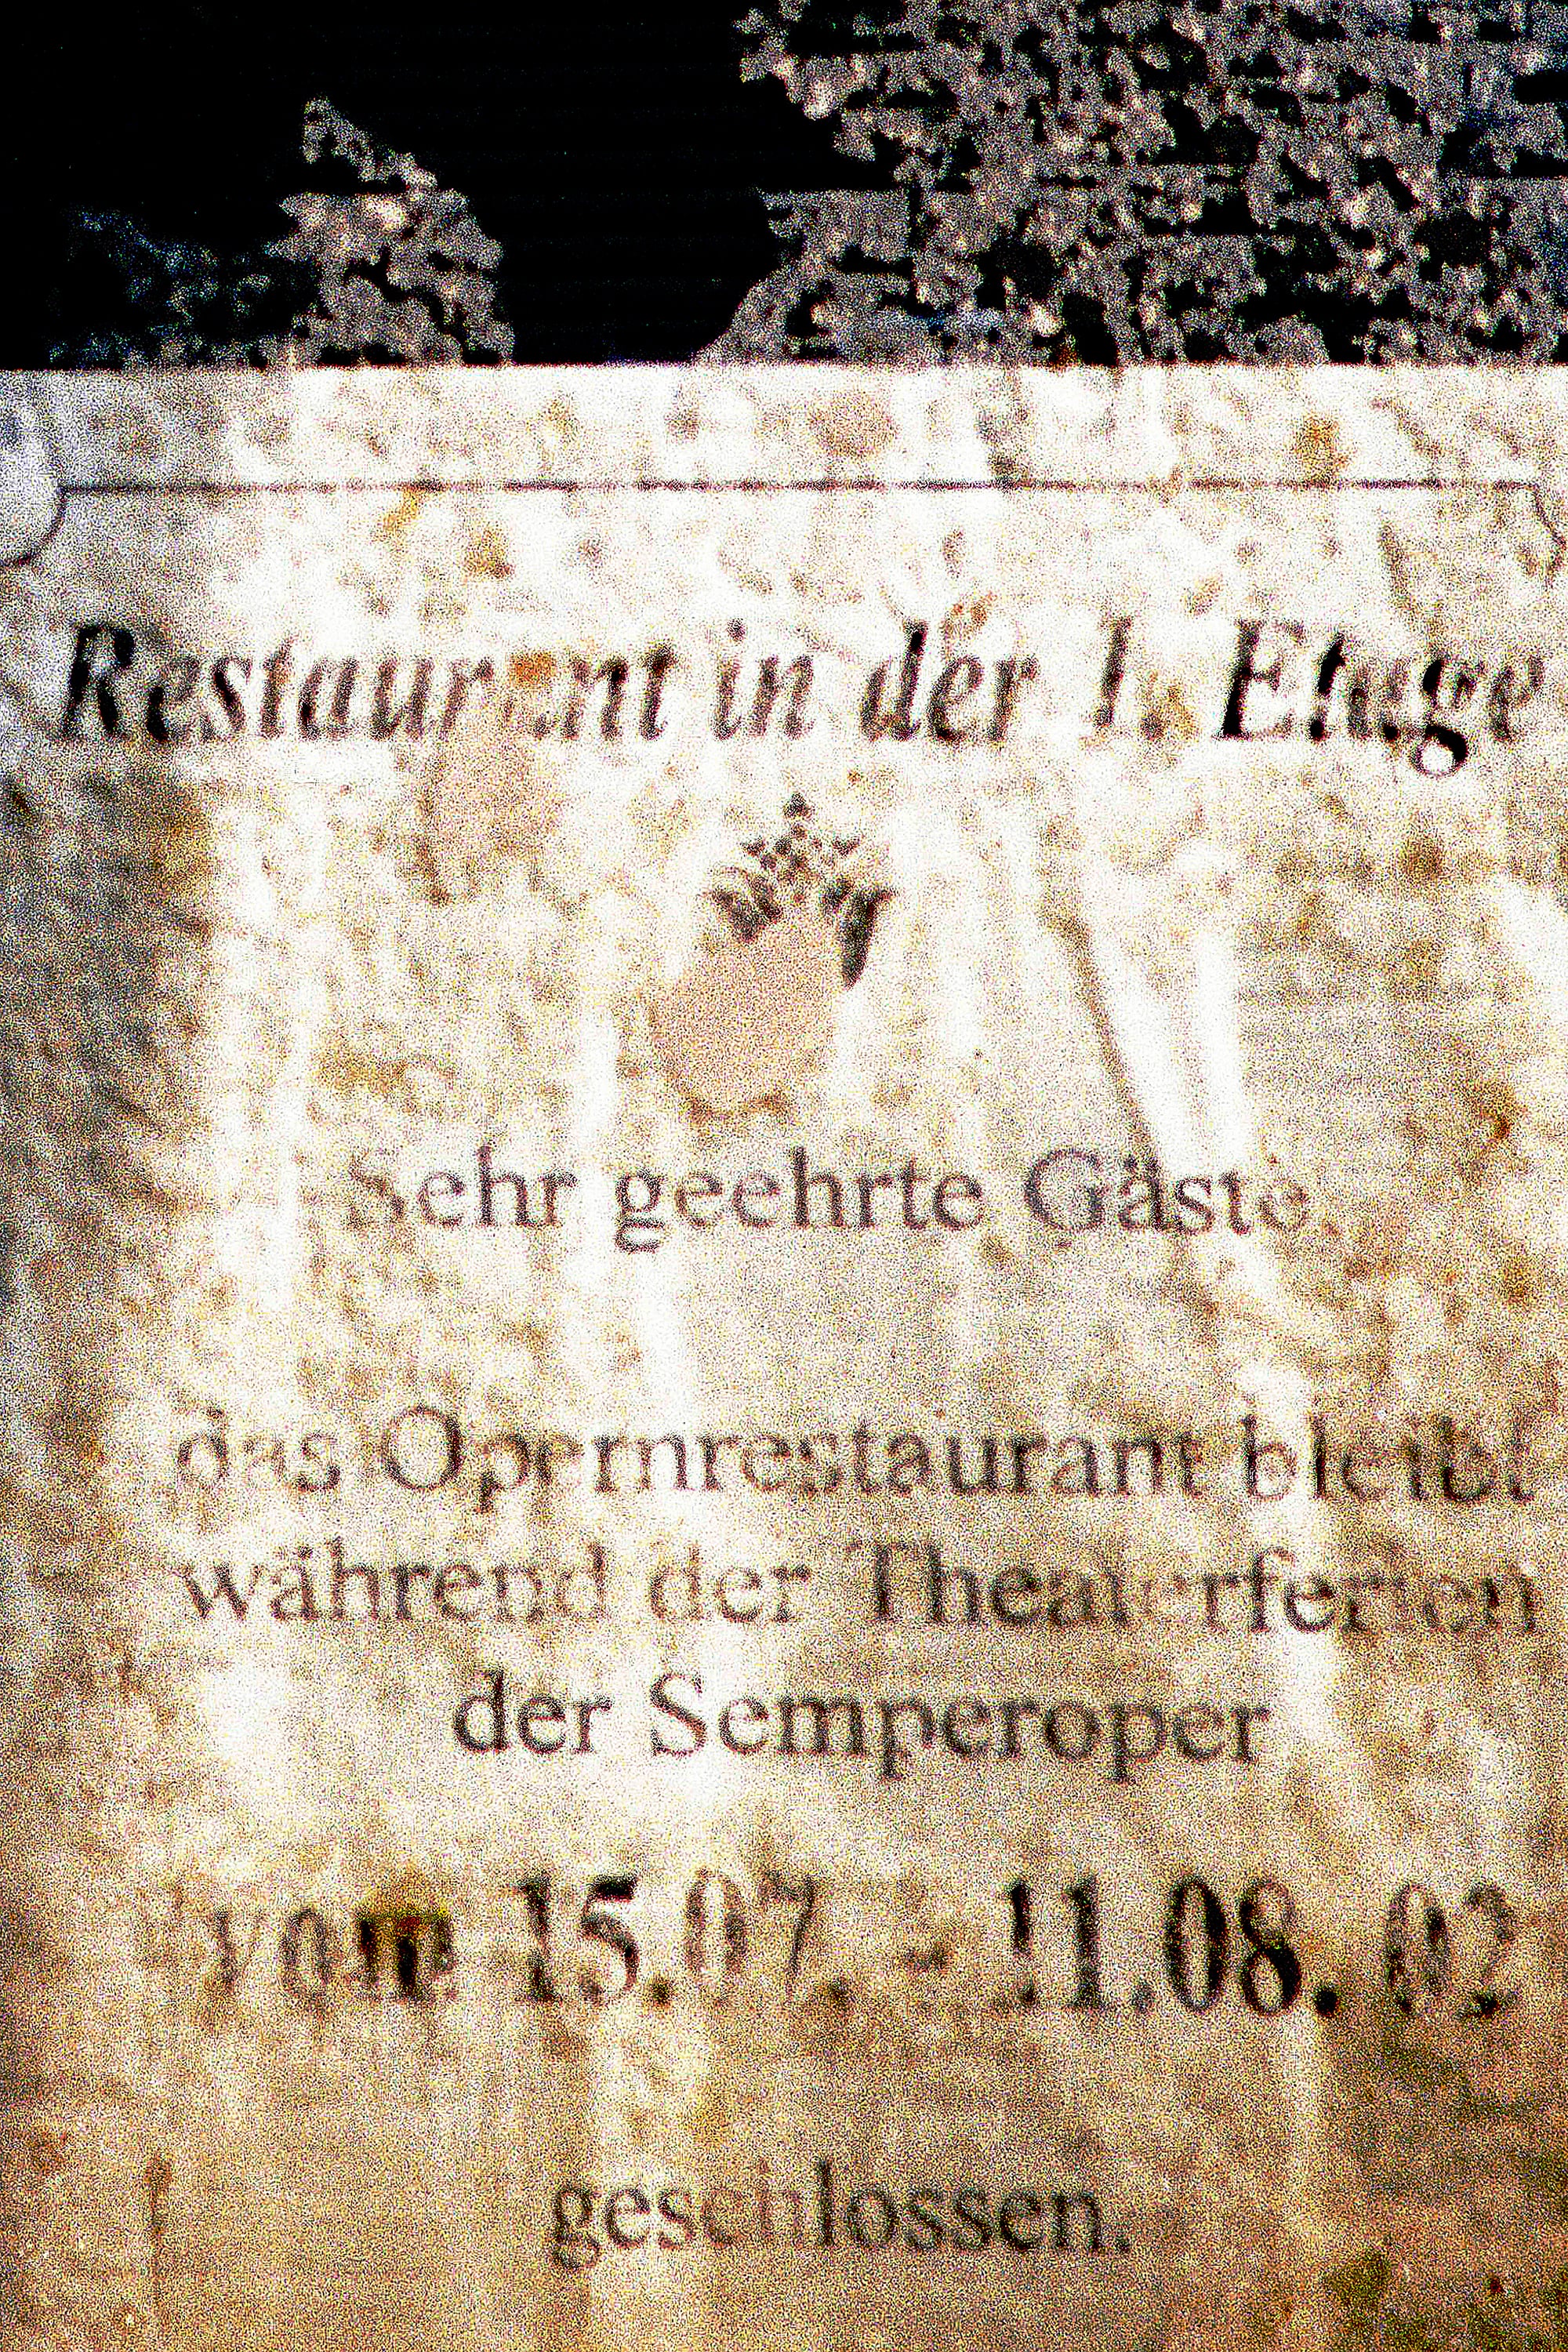 Restaurant in der 1. Etage
Sehr geehrte Gäste,
das Opernrestaurant bleibt
während der Theaterferien
der Semperoper
vom 15.07. - 11.08. 02
geschlossen.